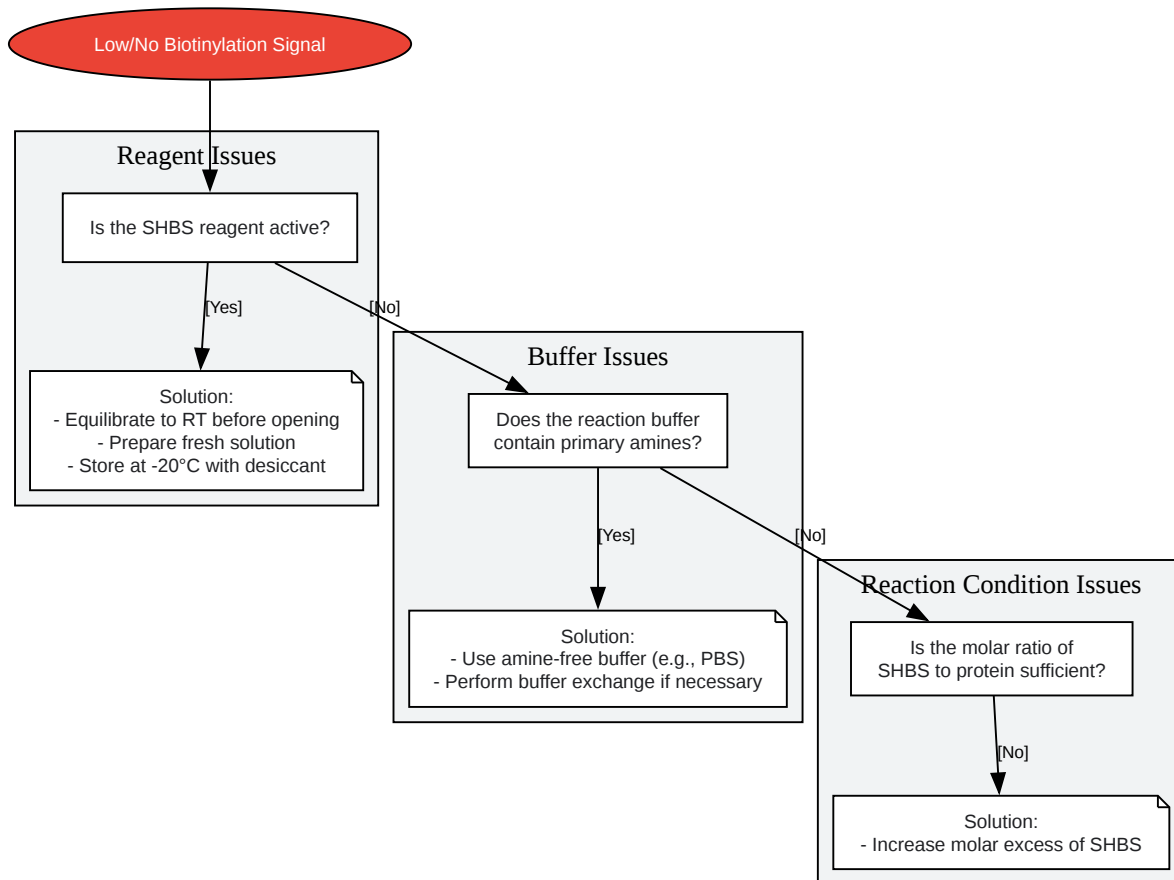 Low/No Biotinylation Signal
Reagent Issues
Is the SHBS reagent active?
[Yes]
[No]
Solution:
- Equilibrate to RT before opening
- Prepare fresh solution
- Store at -20°C with desiccant
Buffer Issues
Does the reaction buffer
contain primary amines?
[Yes]
[No]
Solution:
- Use amine-free buffer (e.g., PBS)
- Perform buffer exchange if necessary
Reaction Condition Issues
Is the molar ratio of
SHBS to protein sufficient?
[No]
Solution:
- Increase molar excess of SHBS